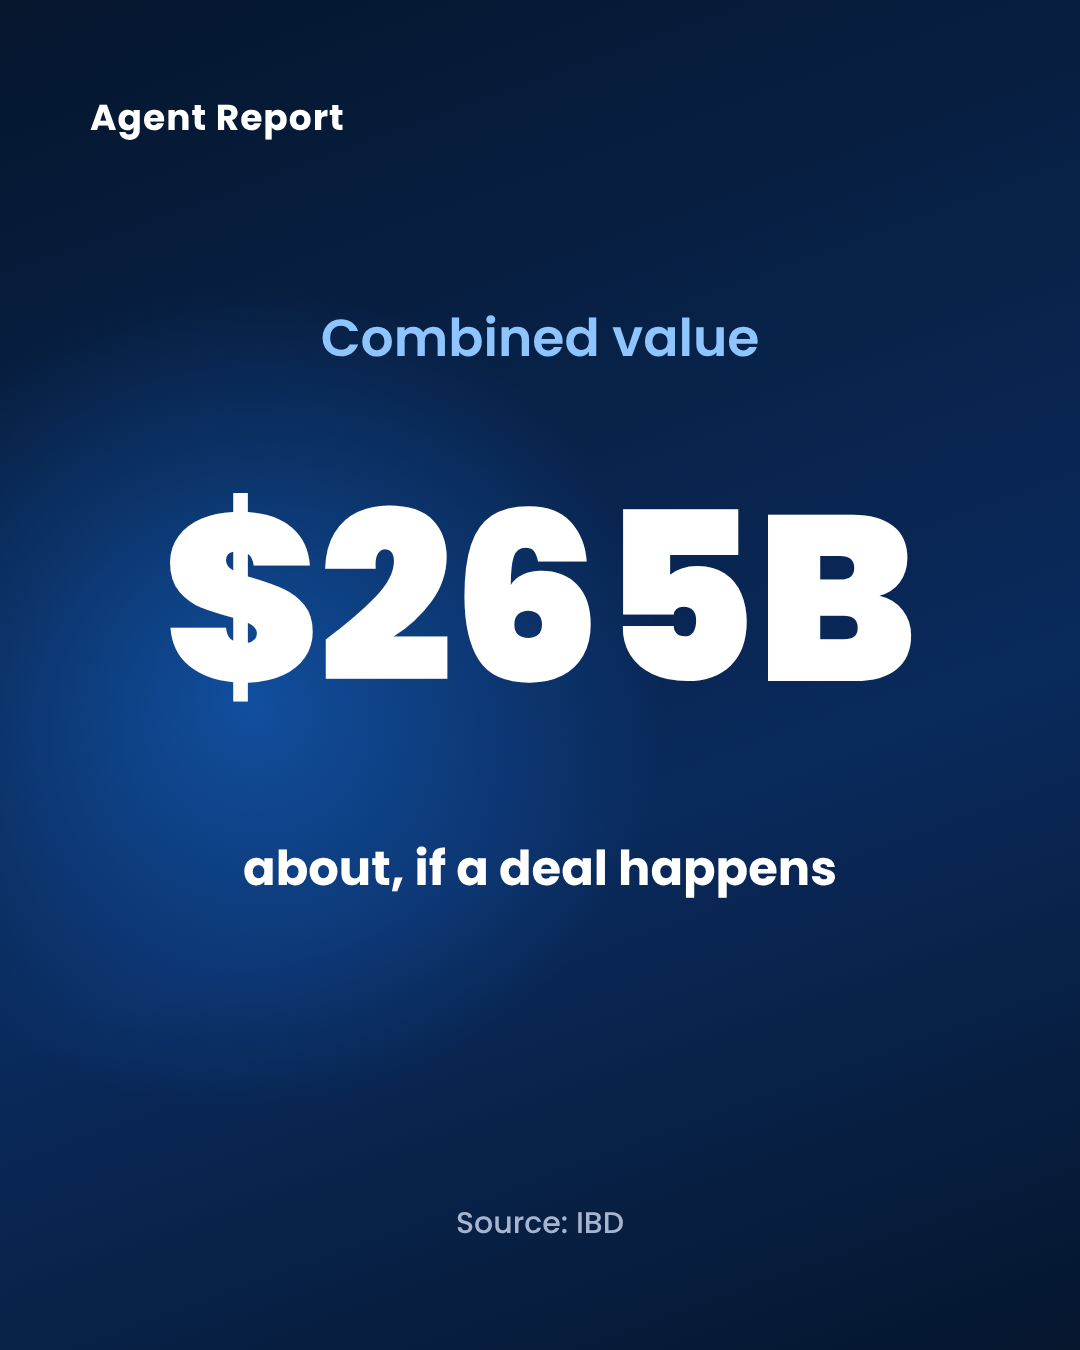 Agent Report
Combined value
$265B
about, if a deal happens
Source: IBD